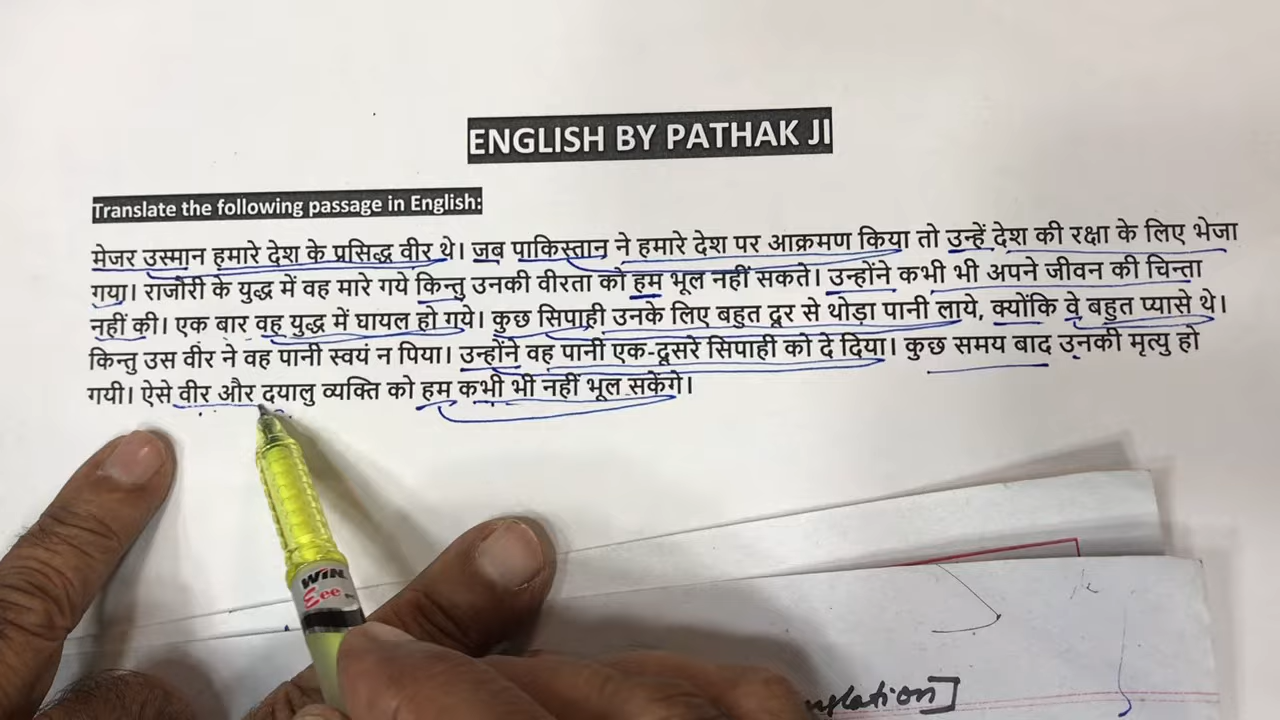 ENGLISH BY PATHAK JI
Translate the following passage in English:
मेजर उस्मान हमारे देश के प्रसिद्ध वीर थे। जब पाकिस्तान ने हमारे देश पर आक्रमण किया तो उन्हें देश की रक्षा के लिए भेजा
गया। राजौरी के युद्ध में वह मारे गये किन्तु उनकी वीरता को हम भूल नहीं सकते। उन्होंने कभी भी अपने जीवन की चिन्ता
नहीं की। एक बार वह युद्ध में घायल हो गये। कुछ सिपाही उनके लिए बहुत दूर से थोड़ा पानी लाये, क्योंकि वे बहुत प्यासे थे।
किन्तु उस वीर ने वह पानी स्वयं न पिया। उन्होंने वह पानी एक-दूसरे सिपाही को दे दिया। कुछ समय बाद उनकी मृत्यु हो
गयी। ऐसे वीर और दयालु व्यक्ति को हम कभी भी नहीं भूल सकेंगे।
WIN